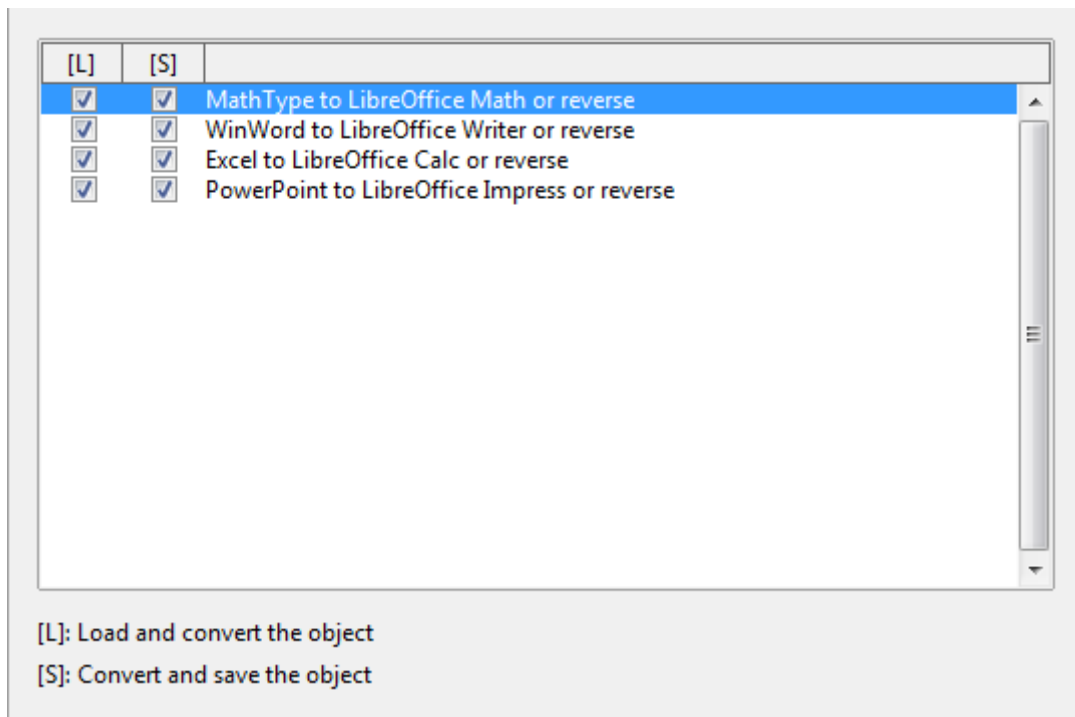 [L] [S]
MathType to LibreOffice Math or reverse
WinWord to LibreOffice Writer or reverse
Excel to LibreOffice Calc or reverse
PowerPoint to LibreOffice Impress or reverse
[L]: Load and convert the object
[S]: Convert and save the object